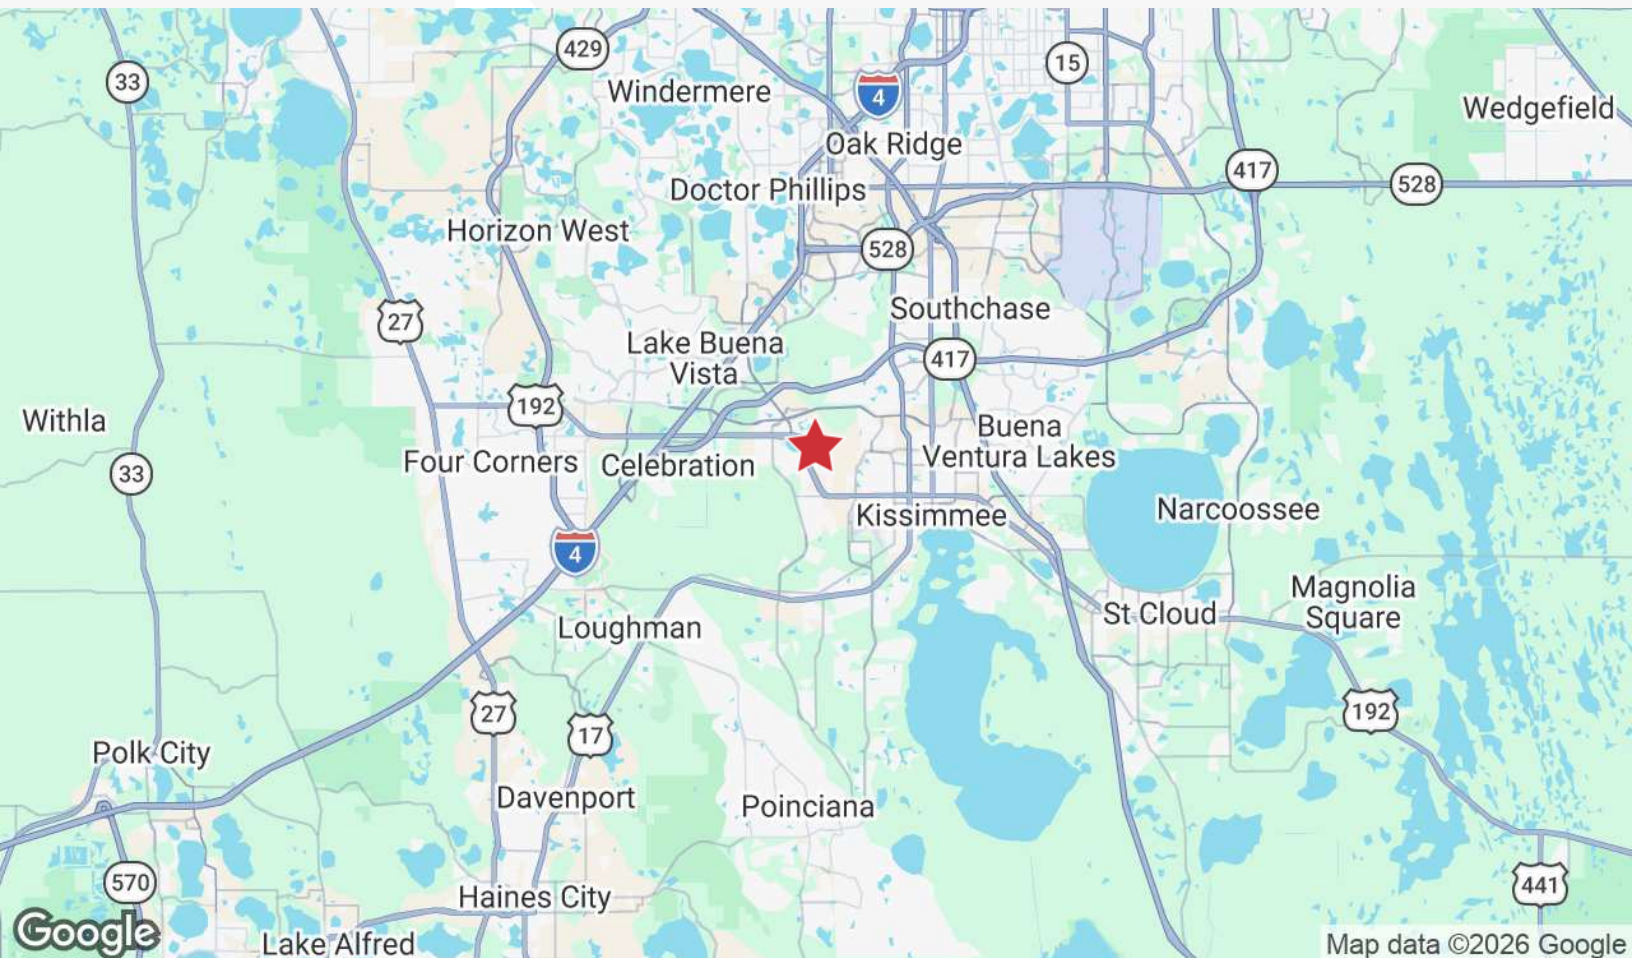 429
33
15
Windermere
4
Wedgefield
Oak Ridge
417
528
Doctor Phillips
Horizon West
528
27
Southchase
Lake Buena
Vista
417
192
Withla
Buena
Ventura Lakes
Four Corners
Celebration
33
Narcoossee
Kissimmee
4
Magnolia
Square
St Cloud
Loughman
27
192
17
Polk City
Davenport
Poinciana
570
441
Haines City
Google
Lake Alfred
Map data ©2026 Google